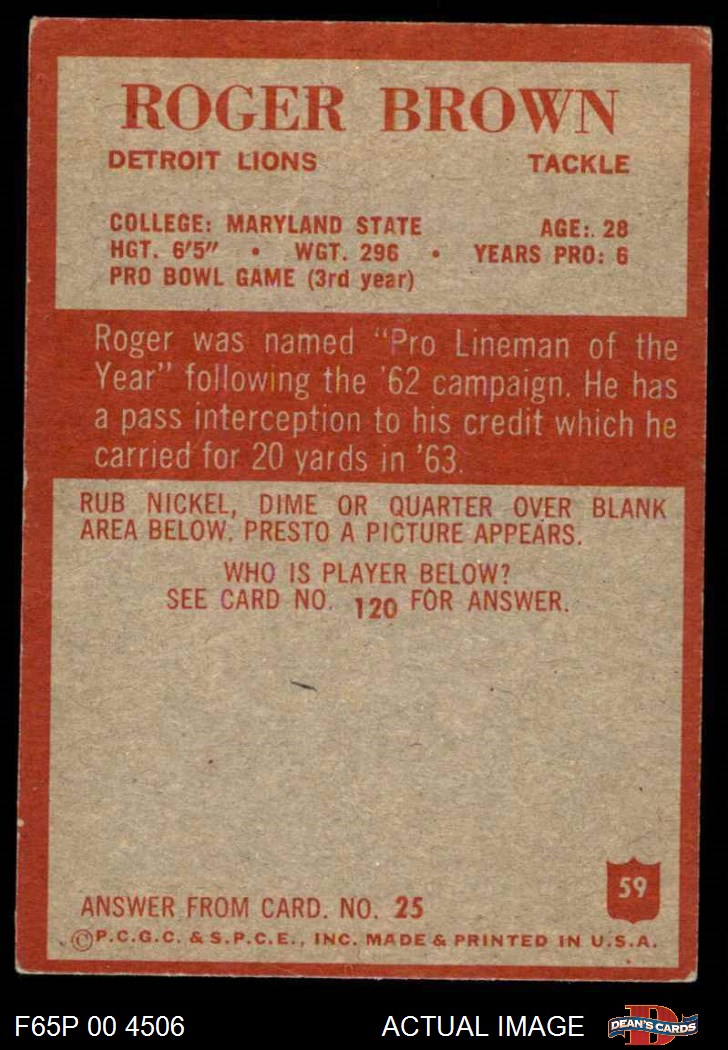 ROGER BROWN
DETROIT LIONS TACKLE
COLLEGE: MARYLAND STATE AGE:. 28
HGT. 6'5" • WGT. 296 • YEARS PRO: 6
PRO BOWL GAME (3rd year)
Roger was named "Pro Lineman of the
Year" following the '62 campaign. He has
a pass interception to his credit which he
carried for 20 yards in '63.
RUB NICKEL, DIME OR QUARTER OVER BLANK
AREA BELOW. PRESTO A PICTURE APPEARS.
WHO IS PLAYER BELOW?
SEE CARD NO. 120 FOR ANSWER.
59
ANSWER FROM CARD. NO. 25
©P.C.G.C. & S.P.C.E., INC. MADE & PRINTED IN U.S.A.
F65P 00 4506 ACTUAL IMAGE D DEAN'S CARDS